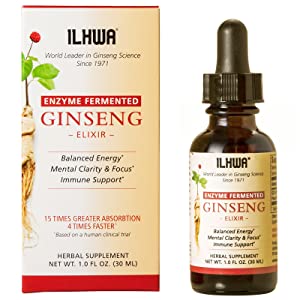 ILHWA®
World Leader in Ginseng Science
Since 1971
ENZYME FERMENTED
GINSENG
– ELIXIR –
Balanced Energy*
Mental Clarity & Focus*
Immune Support*
15 TIMES GREATER ABSORBTION
4 TIMES FASTER*
*Based on a human clinical trial
HERBAL SUPPLEMENT
NET WT. 1.0 FL. OZ. (30 ML)
ILHWA®
World Leader in Ginseng Science
Since 1971
ENZYME FERMENTED
GINSENG
– ELIXIR –
Balanced Energy*
Mental Clarity & Focus*
Immune Support*
HERBAL SUPPLEMENT
NET WT. 1.0 FL. OZ. (30 ML)